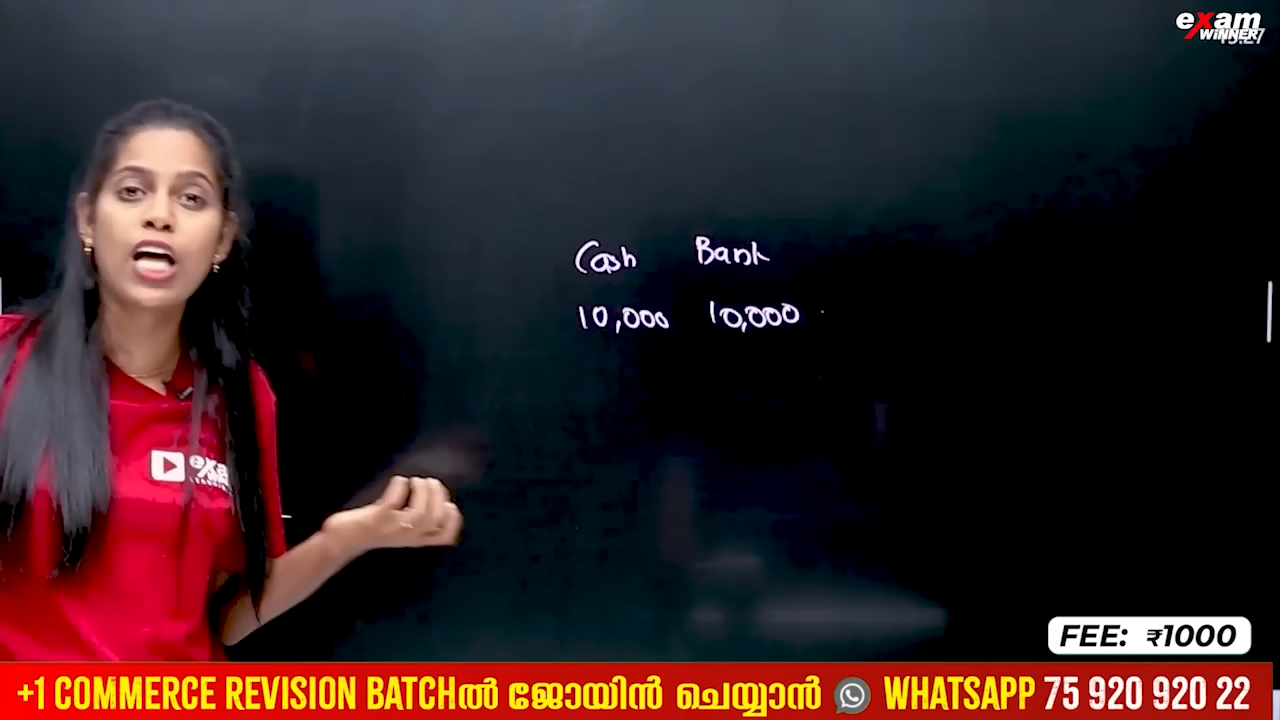 exam
WiNNER
Cash Bank
10,000 10,000
exa
FEE: ₹1000
+1 COMMERCE REVISION BATCHൽ ജോയിൻ ചെയ്യാൻ WHATSAPP 75 920 920 22